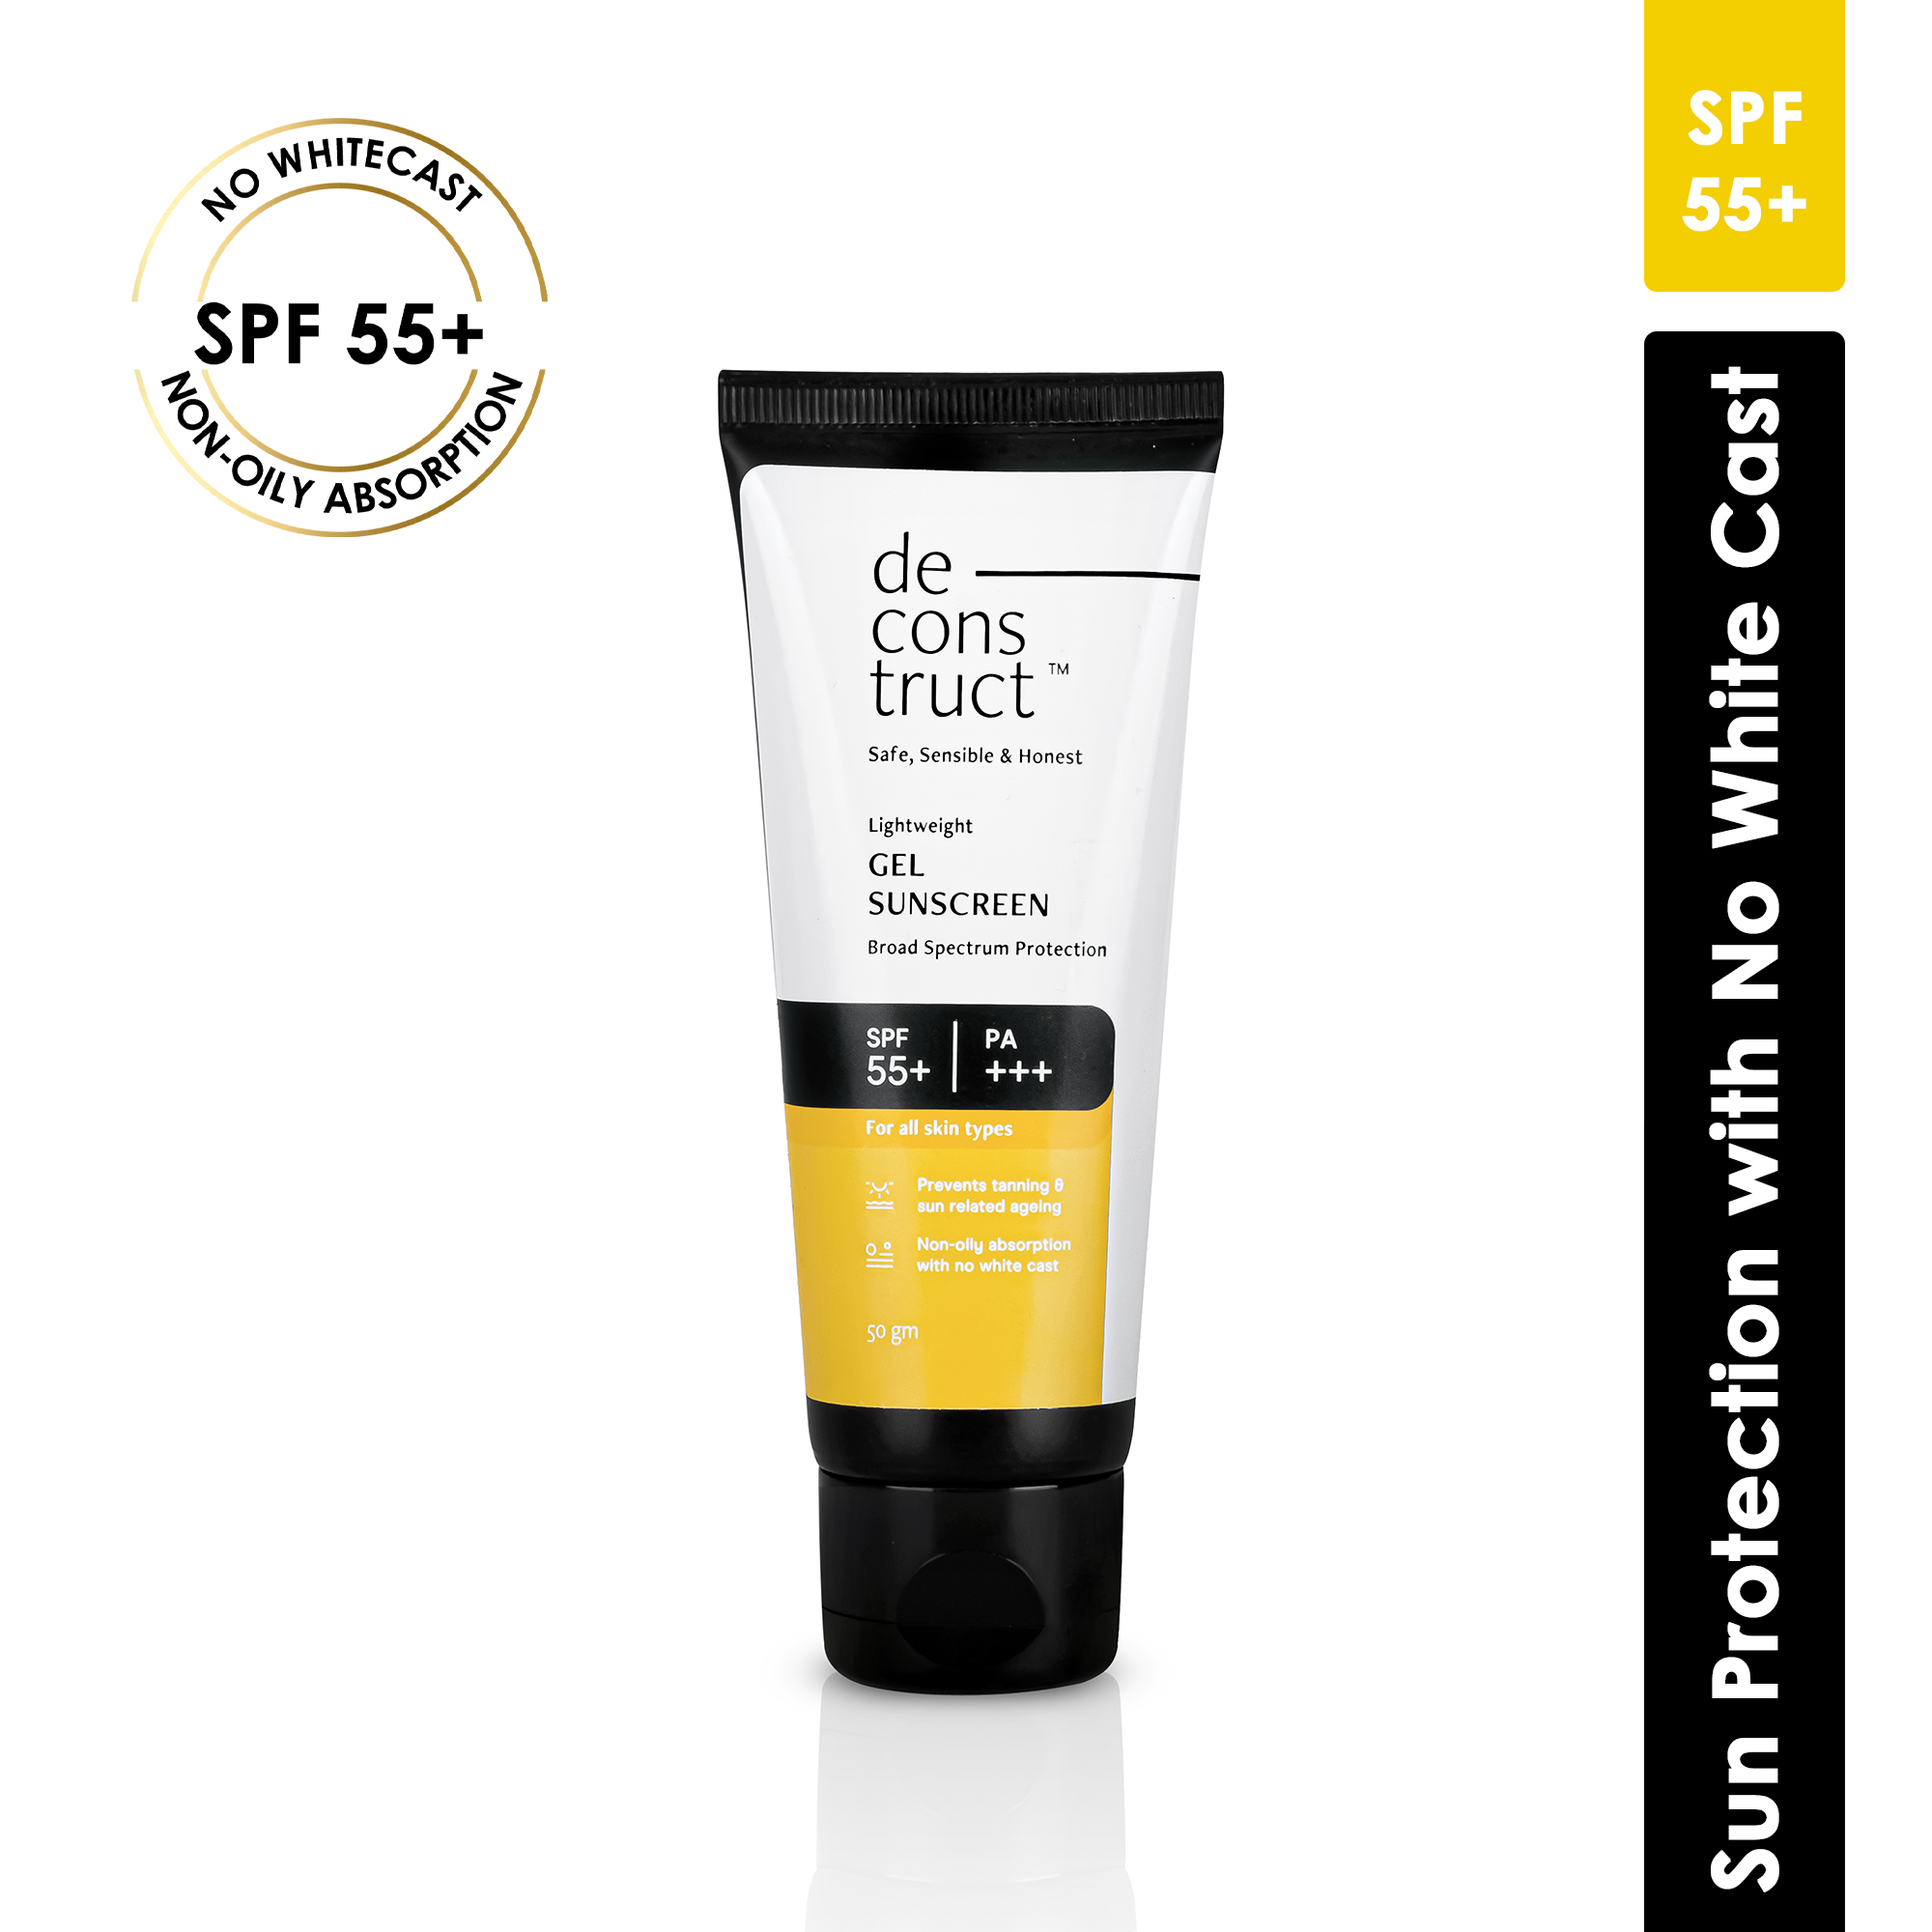 NO WHITECAST
SPF 55+
NON-OILY ABSORPTION
de
cons
truct™
Safe, Sensible & Honest
Lightweight
GEL
SUNSCREEN
Broad Spectrum Protection
SPF
55+
PA
+++
For all skin types
Prevents tanning &
sun related ageing
Non-oily absorption
with no white cast
50 gm
SPF
55+
Sun Protection with No White Cast